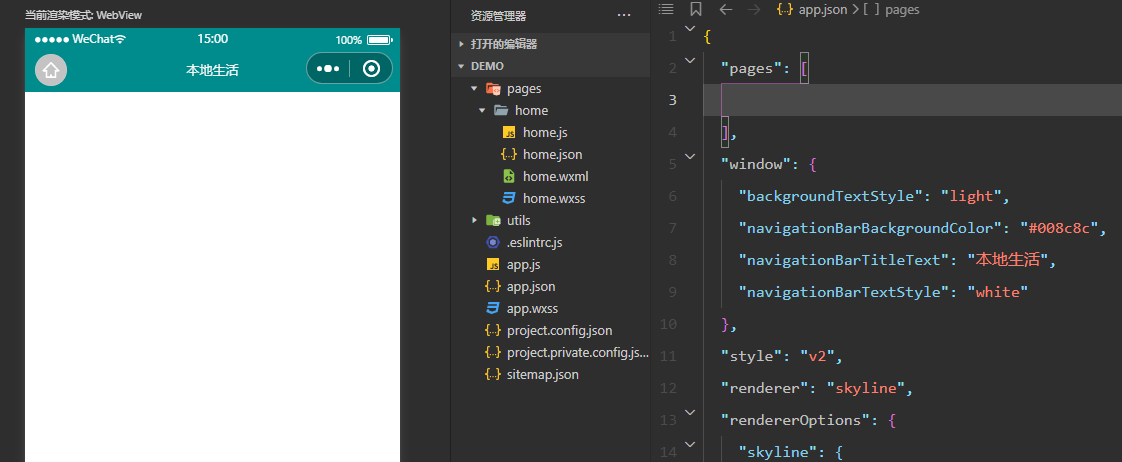 当前渲染模式: WebView
WeChat
15:00
100%
本地生活
资源管理器
打开的编辑器
DEMO
pages
home
home.js
home.json
home.wxml
home.wxss
utils
.eslintrc.js
app.js
app.json
app.wxss
project.config.json
project.private.config.js...
sitemap.json
{..} app.json > [ ] pages
1 {
2 "pages": [
3
4 ],
5 "window": {
6 "backgroundTextStyle": "light",
7 "navigationBarBackgroundColor": "#008c8c",
8 "navigationBarTitleText": "本地生活",
9 "navigationBarTextStyle": "white"
10 },
11 "style": "v2",
12 "renderer": "skyline",
13 "rendererOptions": {
14 "skyline": {